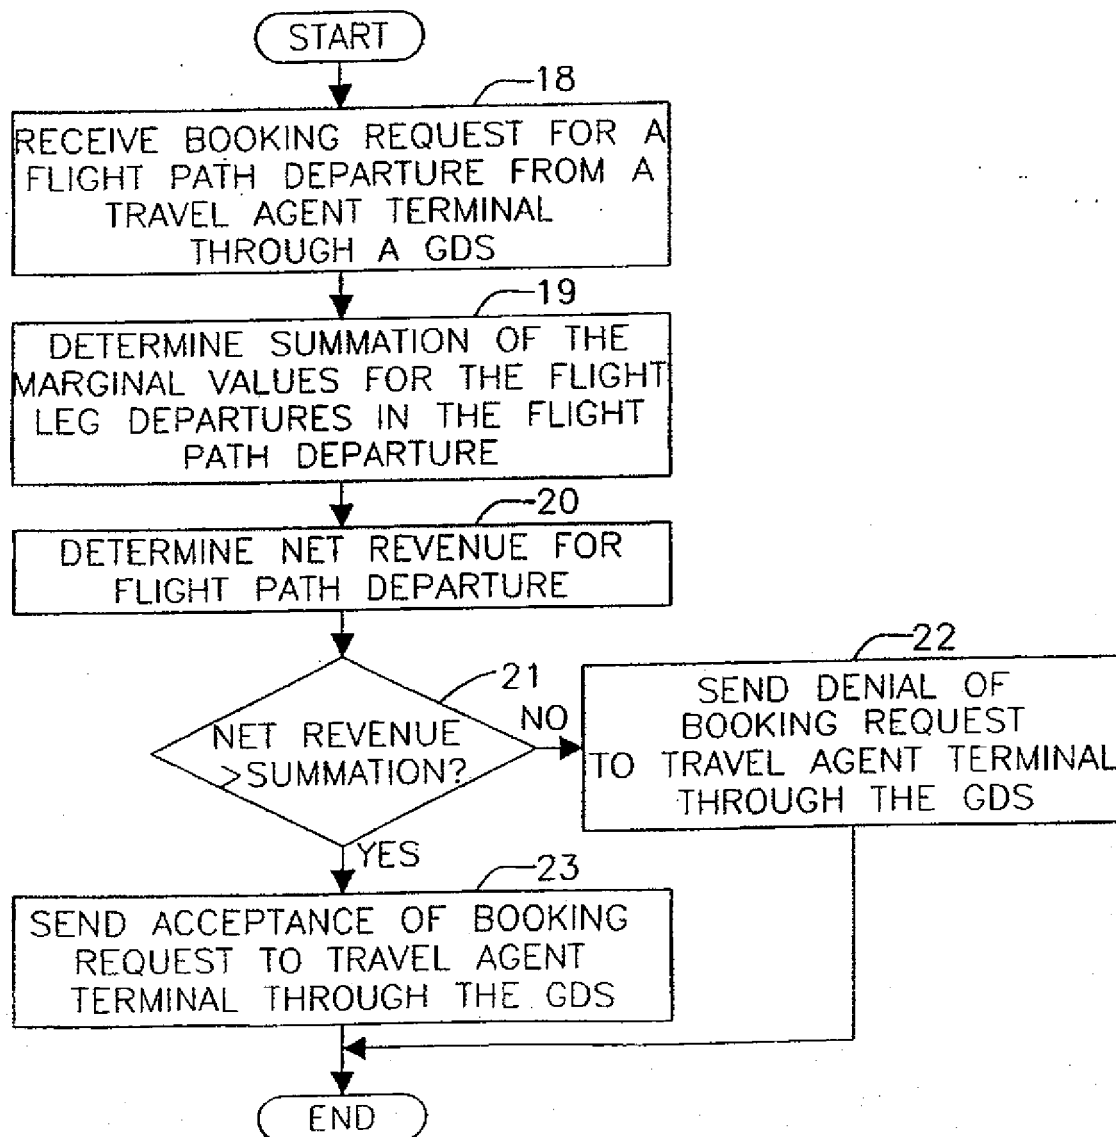 START
18
RECEIVE BOOKING REQUEST FOR A
FLIGHT PATH DEPARTURE FROM A
TRAVEL AGENT TERMINAL
THROUGH A GDS
19
DETERMINE SUMMATION OF THE
MARGINAL VALUES FOR THE FLIGHT
LEG DEPARTURES IN THE FLIGHT
PATH DEPARTURE
20
DETERMINE NET REVENUE FOR
FLIGHT PATH DEPARTURE
21
NET REVENUE
>SUMMATION?
NO
22
SEND DENIAL OF
BOOKING REQUEST
TO TRAVEL AGENT TERMINAL
THROUGH THE GDS
YES
23
SEND ACCEPTANCE OF BOOKING
REQUEST TO TRAVEL AGENT
TERMINAL THROUGH THE GDS
END